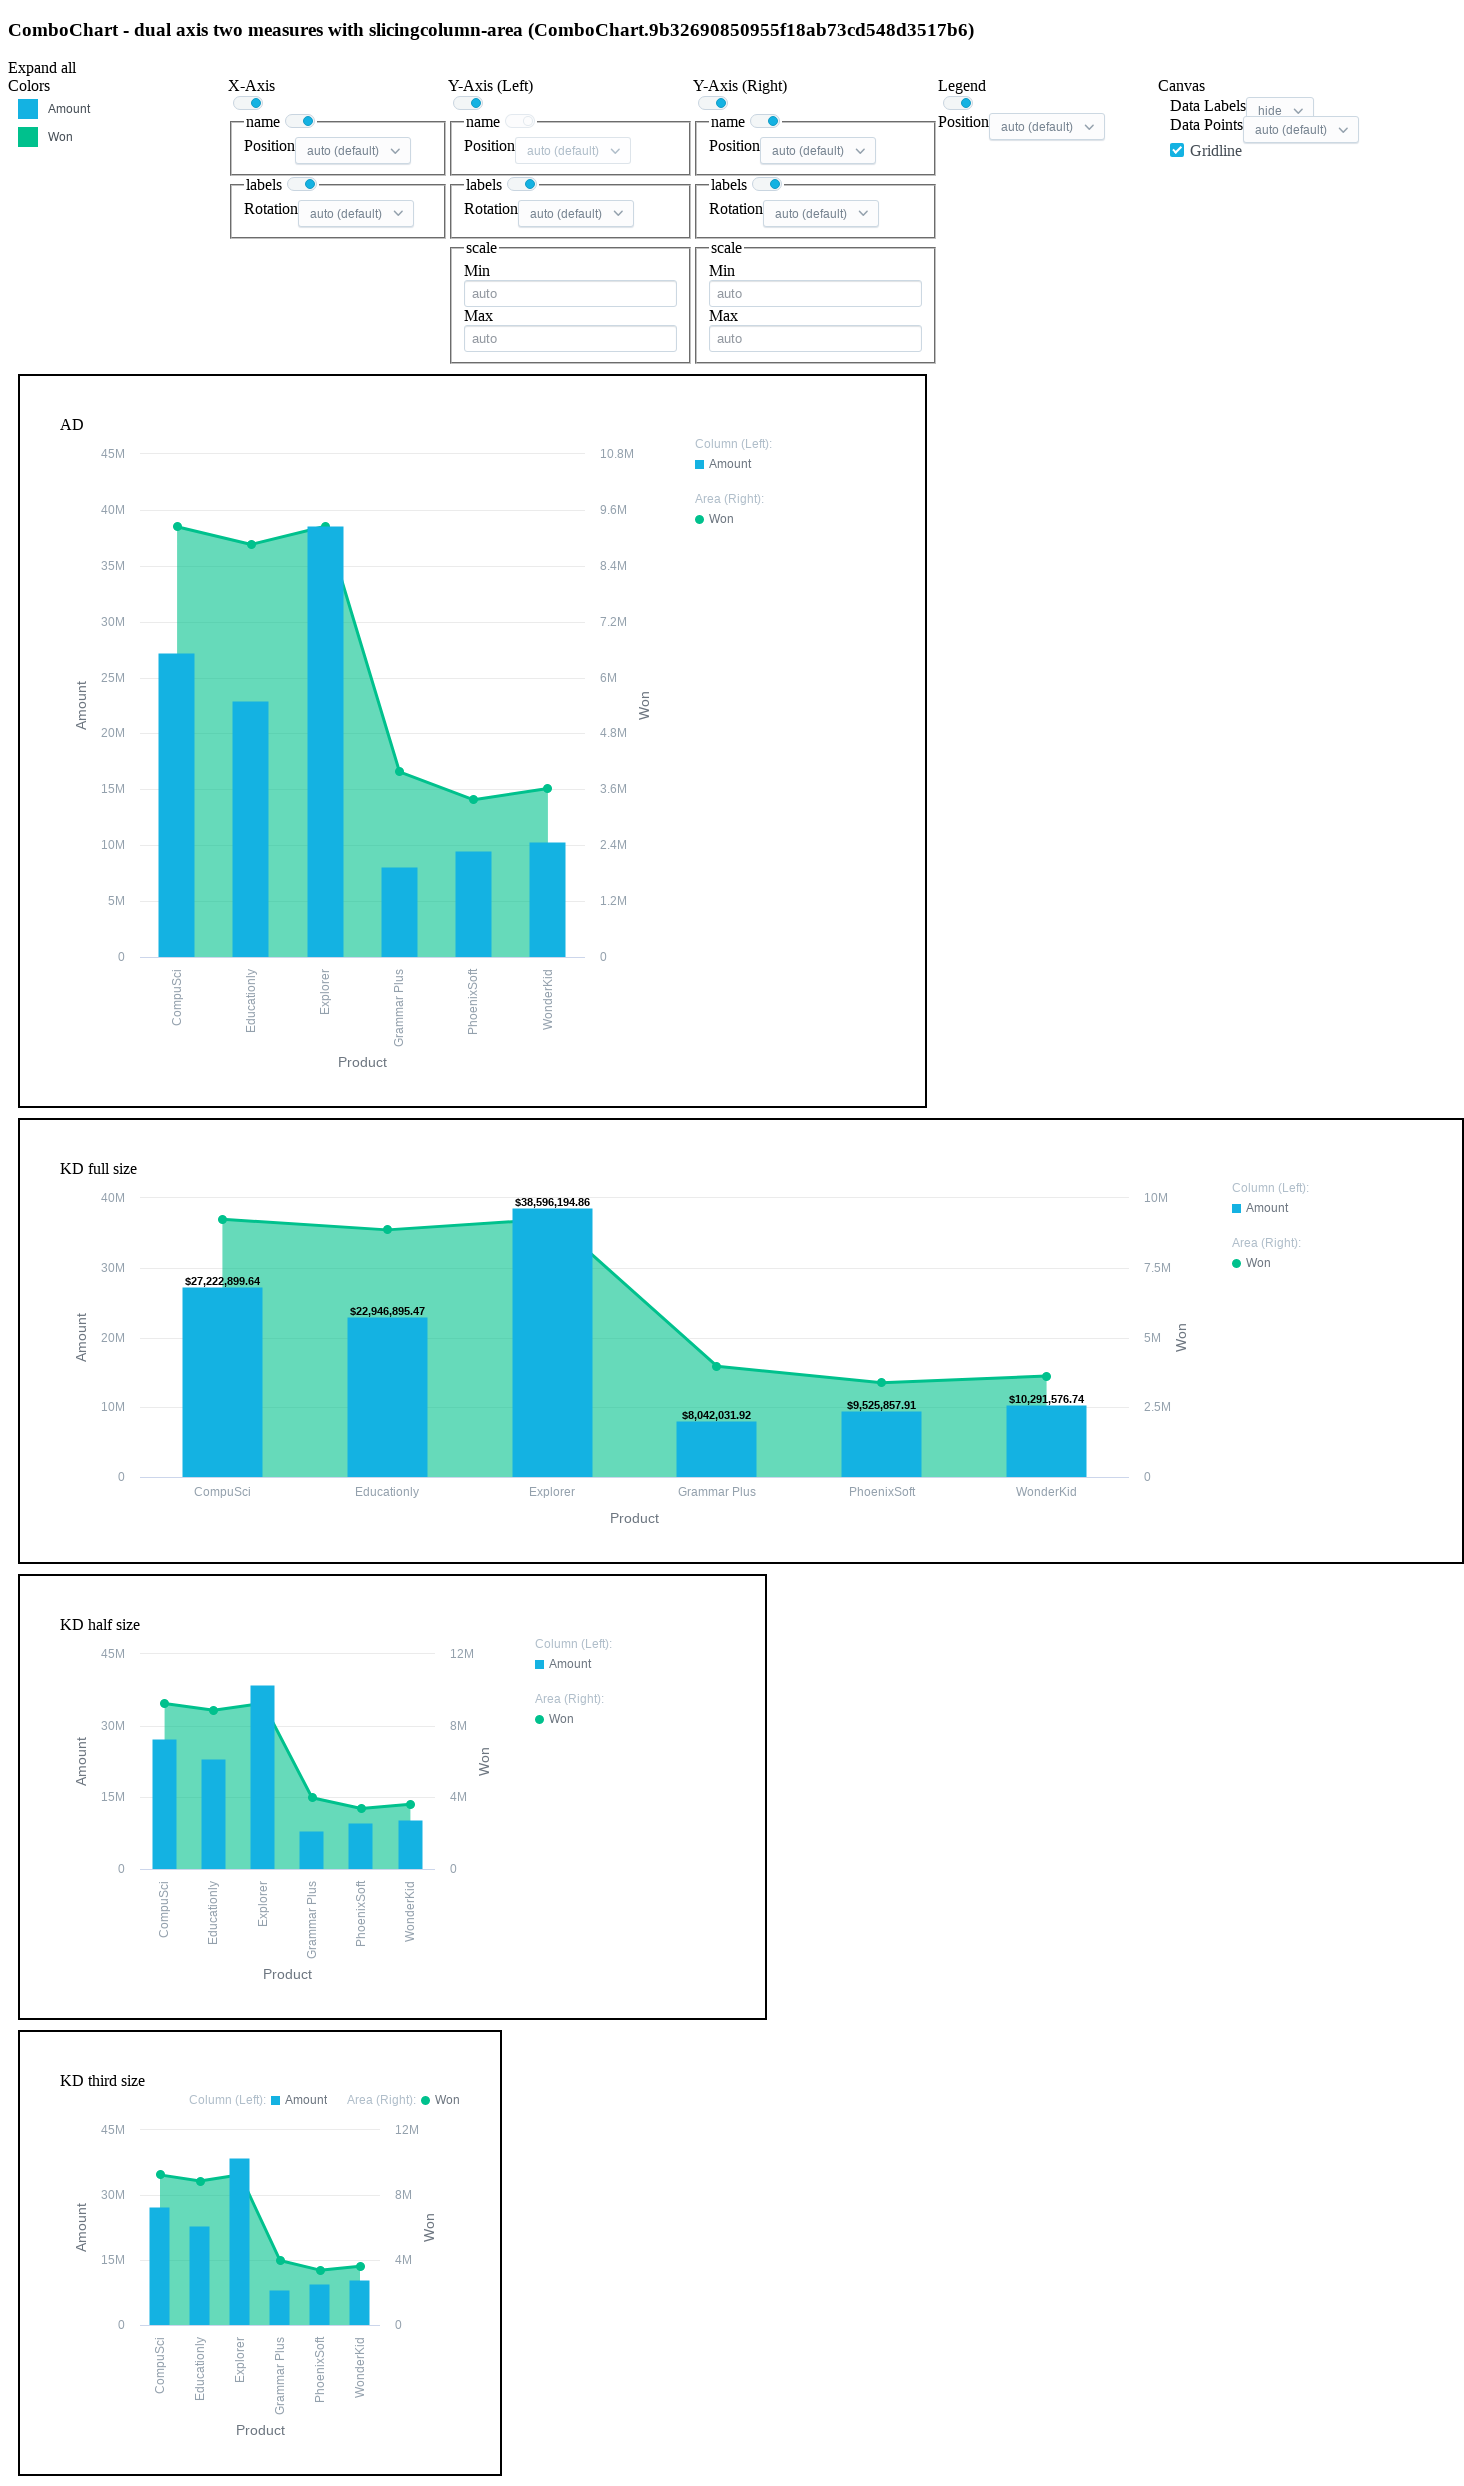 ComboChart - dual axis two measures with slicingcolumn-area (ComboChart.9b32690850955f18ab73cd548d3517b6)
Expand all
Colors
Amount
Won
X-Axis
name
Position auto (default)
labels
Rotation auto (default)
Y-Axis (Left)
name
Position auto (default)
labels
Rotation auto (default)
scale
Min
auto
Max
auto
Y-Axis (Right)
name
Position auto (default)
labels
Rotation auto (default)
scale
Min
auto
Max
auto
Legend
Position auto (default)
Canvas
Data Labels hide
Data Points auto (default)
Gridline
AD
45M
40M
35M
30M
25M
20M
15M
10M
5M
0
Amount
10.8M
9.6M
8.4M
7.2M
6M
4.8M
3.6M
2.4M
1.2M
0
Won
CompuSci
Educationly
Explorer
Grammar Plus
PhoenixSoft
WonderKid
Product
Column (Left):
Amount
Area (Right):
Won
KD full size
40M
30M
20M
10M
0
Amount
$27,222,899.64
$22,946,895.47
$38,596,194.86
$8,042,031.92
$9,525,857.91
$10,291,576.74
10M
7.5M
5M
2.5M
0
Won
CompuSci
Educationly
Explorer
Grammar Plus
PhoenixSoft
WonderKid
Product
Column (Left):
Amount
Area (Right):
Won
KD half size
45M
30M
15M
0
Amount
12M
8M
4M
0
Won
CompuSci
Educationly
Explorer
Grammar Plus
PhoenixSoft
WonderKid
Product
Column (Left):
Amount
Area (Right):
Won
KD third size
Column (Left): Amount Area (Right): Won
45M
30M
15M
0
Amount
12M
8M
4M
0
Won
CompuSci
Educationly
Explorer
Grammar Plus
PhoenixSoft
WonderKid
Product